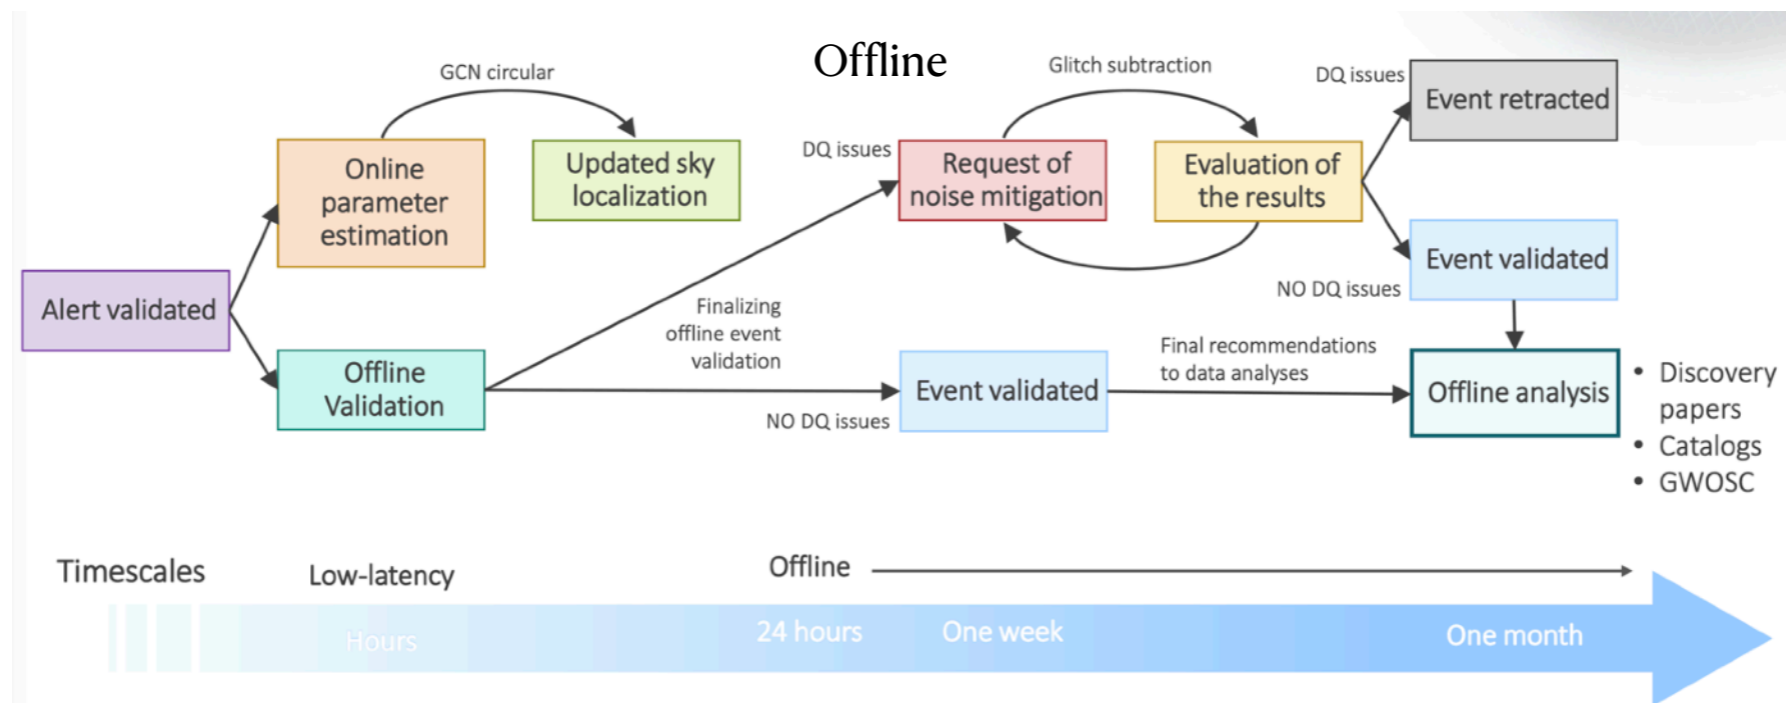 Offline
GCN circular
Glitch subtraction
DQ issues
Event retracted
Online
parameter
estimation
Updated sky
localization
DQ issues
Request of
noise mitigation
Evaluation of
the results
Event validated
NO DQ issues
Alert validated
Finalizing
offline event
validation
Offline
Validation
NO DQ issues
Event validated
Final recommendations
to data analyses
Offline analysis
• Discovery
papers
• Catalogs
• GWOSC
Timescales
Low-latency
Offline
Hours
24 hours
One week
One month